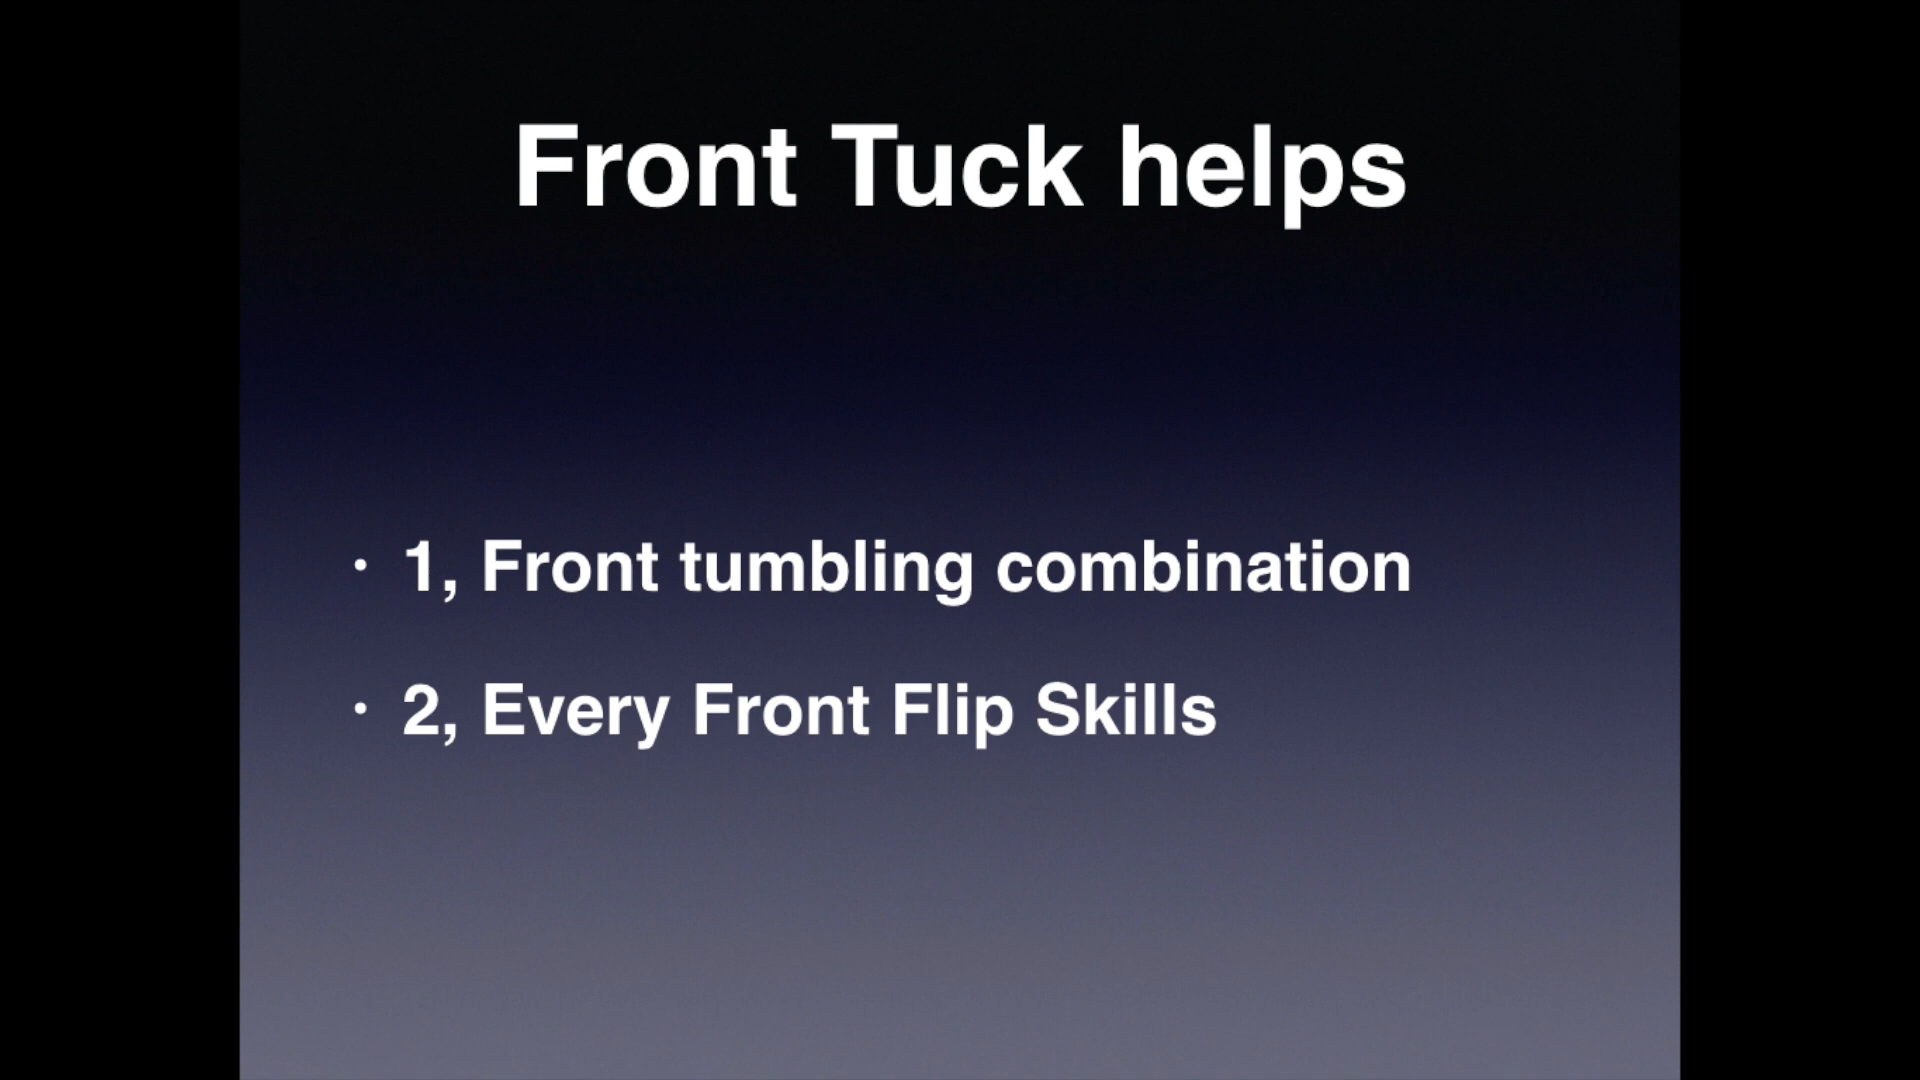 Front Tuck helps
• 1, Front tumbling combination
• 2, Every Front Flip Skills